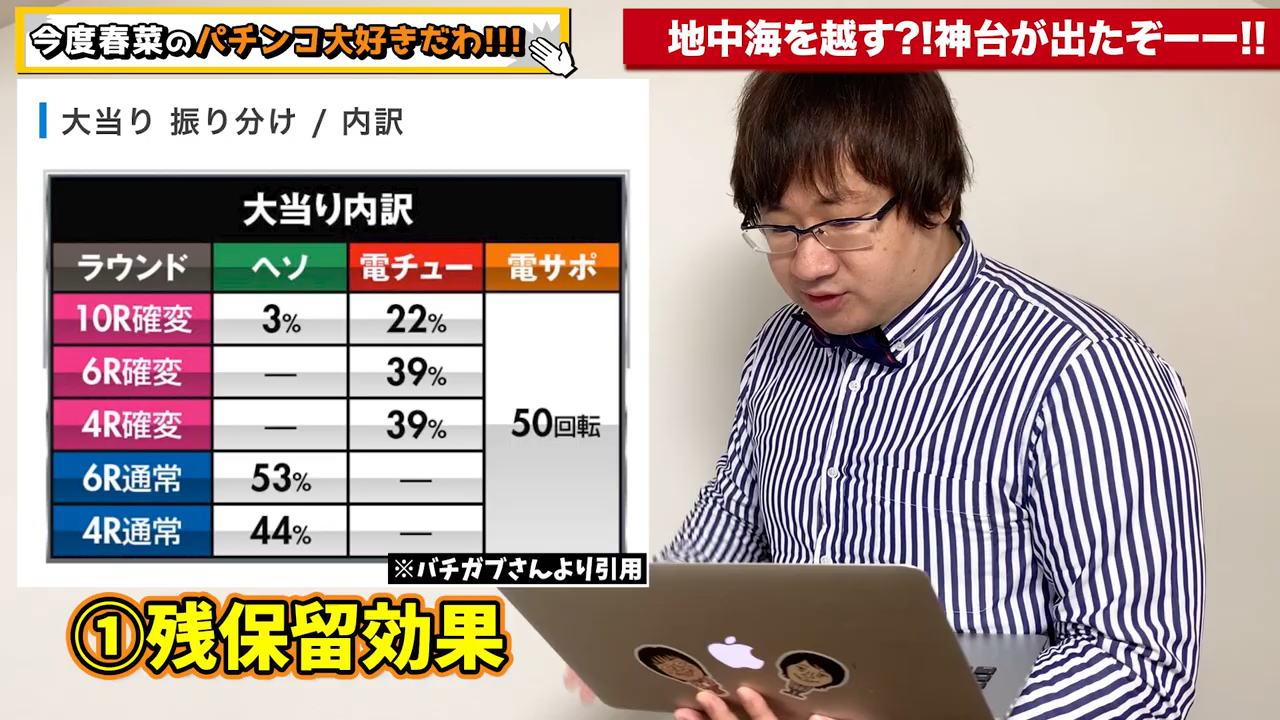 今度春菜のパチンコ大好きだわ!!!
地中海を越す?!神台が出たぞーー!!
大当り 振り分け / 内訳
大当り内訳
ラウンド ヘソ 電チュー 電サポ
10R確変 3% 22%
6R確変 — 39%
4R確変 — 39%
50回転
6R通常 53% —
4R通常 44% —
※パチガブさんより引用
①残保留効果